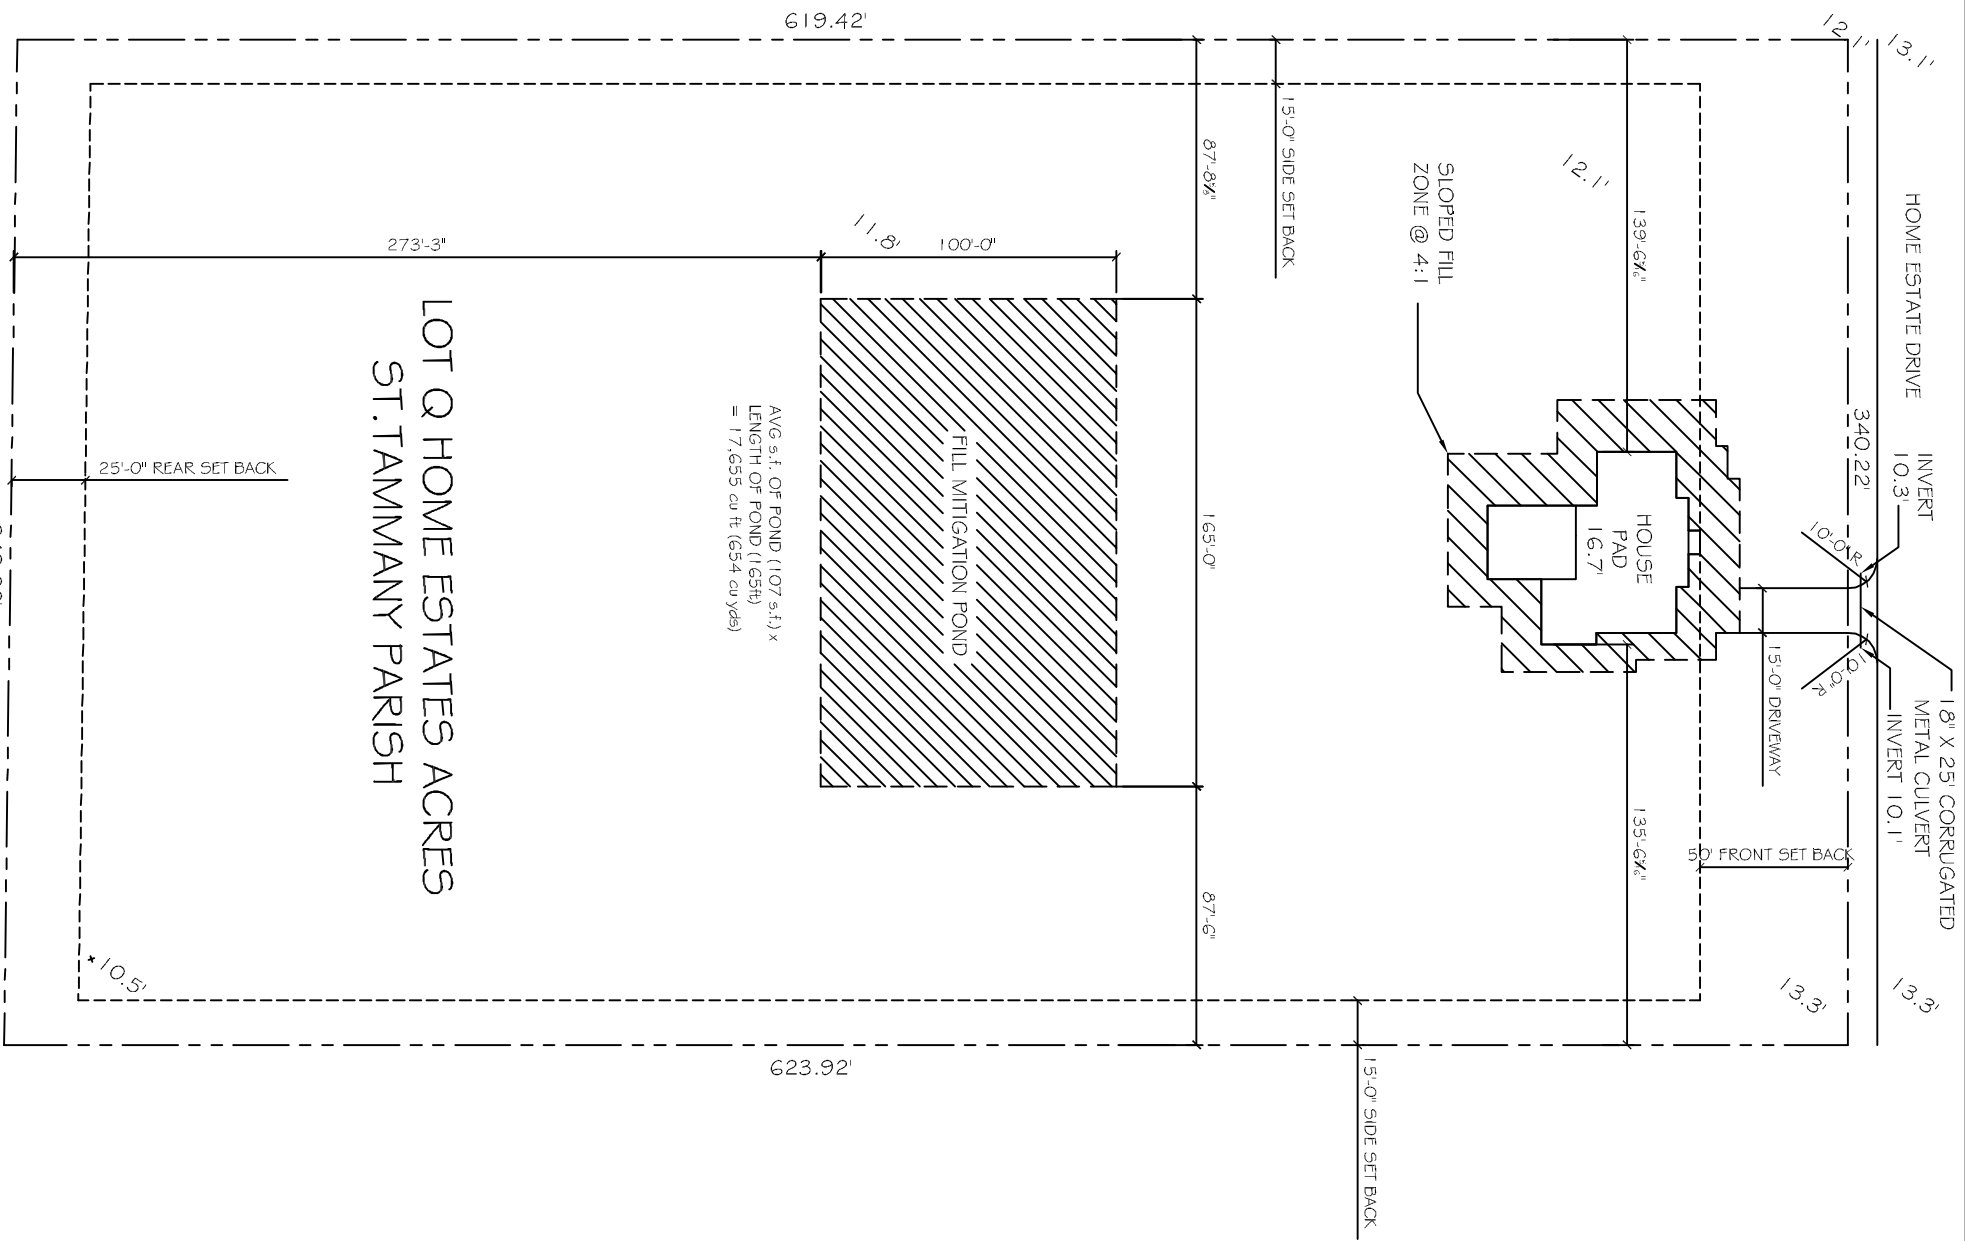 619.42'
12.1'
13.1'
HOME ESTATE DRIVE
340.22'
INVERT
10.3'
10'-0" R
10'-0" R
18" X 25' CORRUGATED
METAL CULVERT
INVERT 10.1'
15'-0" DRIVEWAY
50' FRONT SET BACK
13.3'
13.3'
12.1'
139'-6
135'-6
HOUSE
PAD
16.7'
SLOPED FILL
ZONE @ 4:1
15'-0" SIDE SET BACK
87'-8
165'-0"
87'-6"
15'-0" SIDE SET BACK
11.8'
100'-0"
273'-3"
FILL MITIGATION POND
AVG s.f. OF POND (107 s.f.) x
LENGTH OF POND (165ft)
= 17,655 cu ft (654 cu yds)
LOT Q HOME ESTATES ACRES
ST.TAMMANY PARISH
25'-0" REAR SET BACK
10.5'
623.92'